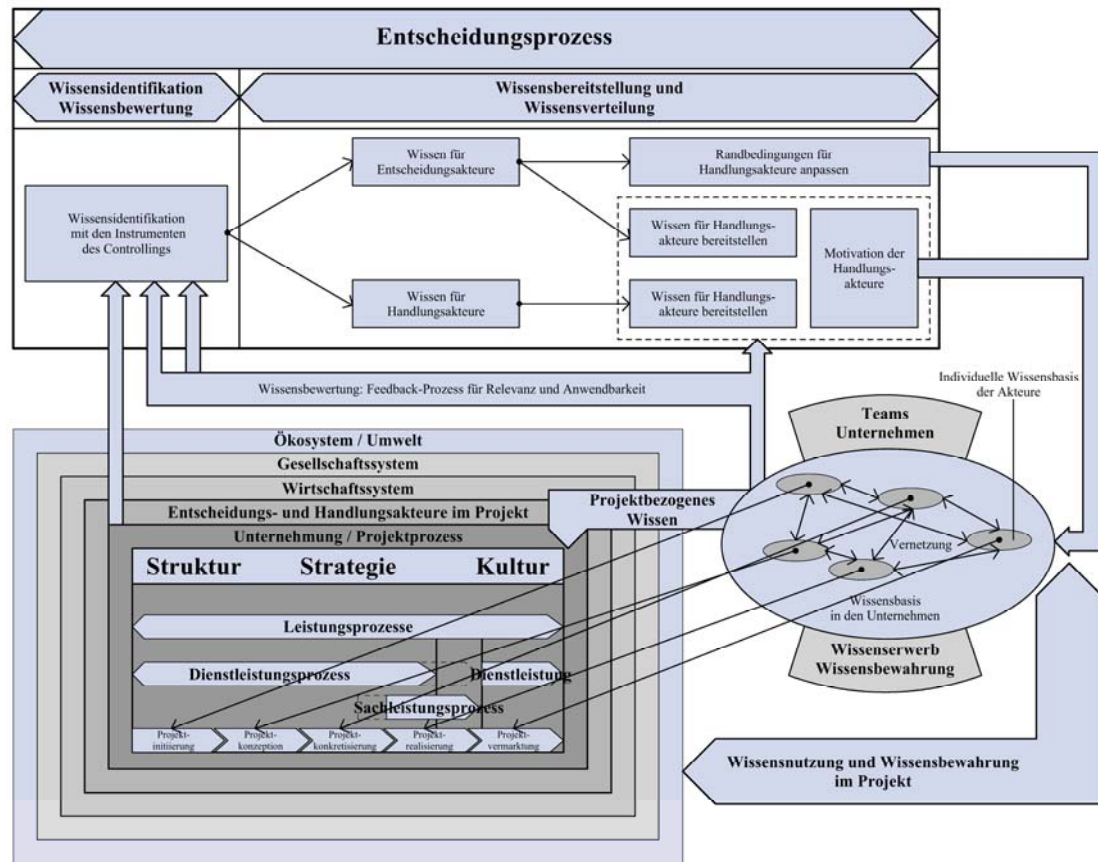 Entscheidungsprozess
Wissensidentifikation
Wissensbewertung
Wissensbereitstellung und
Wissensverteilung
Wissensidentifikation
mit den Instrumenten
des Controllings
Wissen für
Entscheidungsakteure
Wissen für
Handlungsakteure
Randbedingungen für
Handlungsakteure anpassen
Wissen für Handlungs-
akteure bereitstellen
Wissen für Handlungs-
akteure bereitstellen
Motivation der
Handlungs-
akteure
Wissensbewertung: Feedback-Prozess für Relevanz und Anwendbarkeit
Individuelle Wissensbasis
der Akteure
Teams
Unternehmen
Vernetzung
Wissensbasis
in den Unternehmen
Wissenserwerb
Wissensbewahrung
Projektbezogenes
Wissen
Ökosystem / Umwelt
Gesellschaftssystem
Wirtschaftssystem
Entscheidungs- und Handlungsakteure im Projekt
Unternehmung / Projektprozess
Struktur Strategie Kultur
Leistungsprozesse
Dienstleistungsprozess
Dienstleistung
Sachleistungsprozess
Projekt-
initiierung
Projekt-
konzeption
Projekt-
konkretisierung
Projekt-
realisierung
Projekt-
vermarktung
Wissensnutzung und Wissensbewahrung
im Projekt